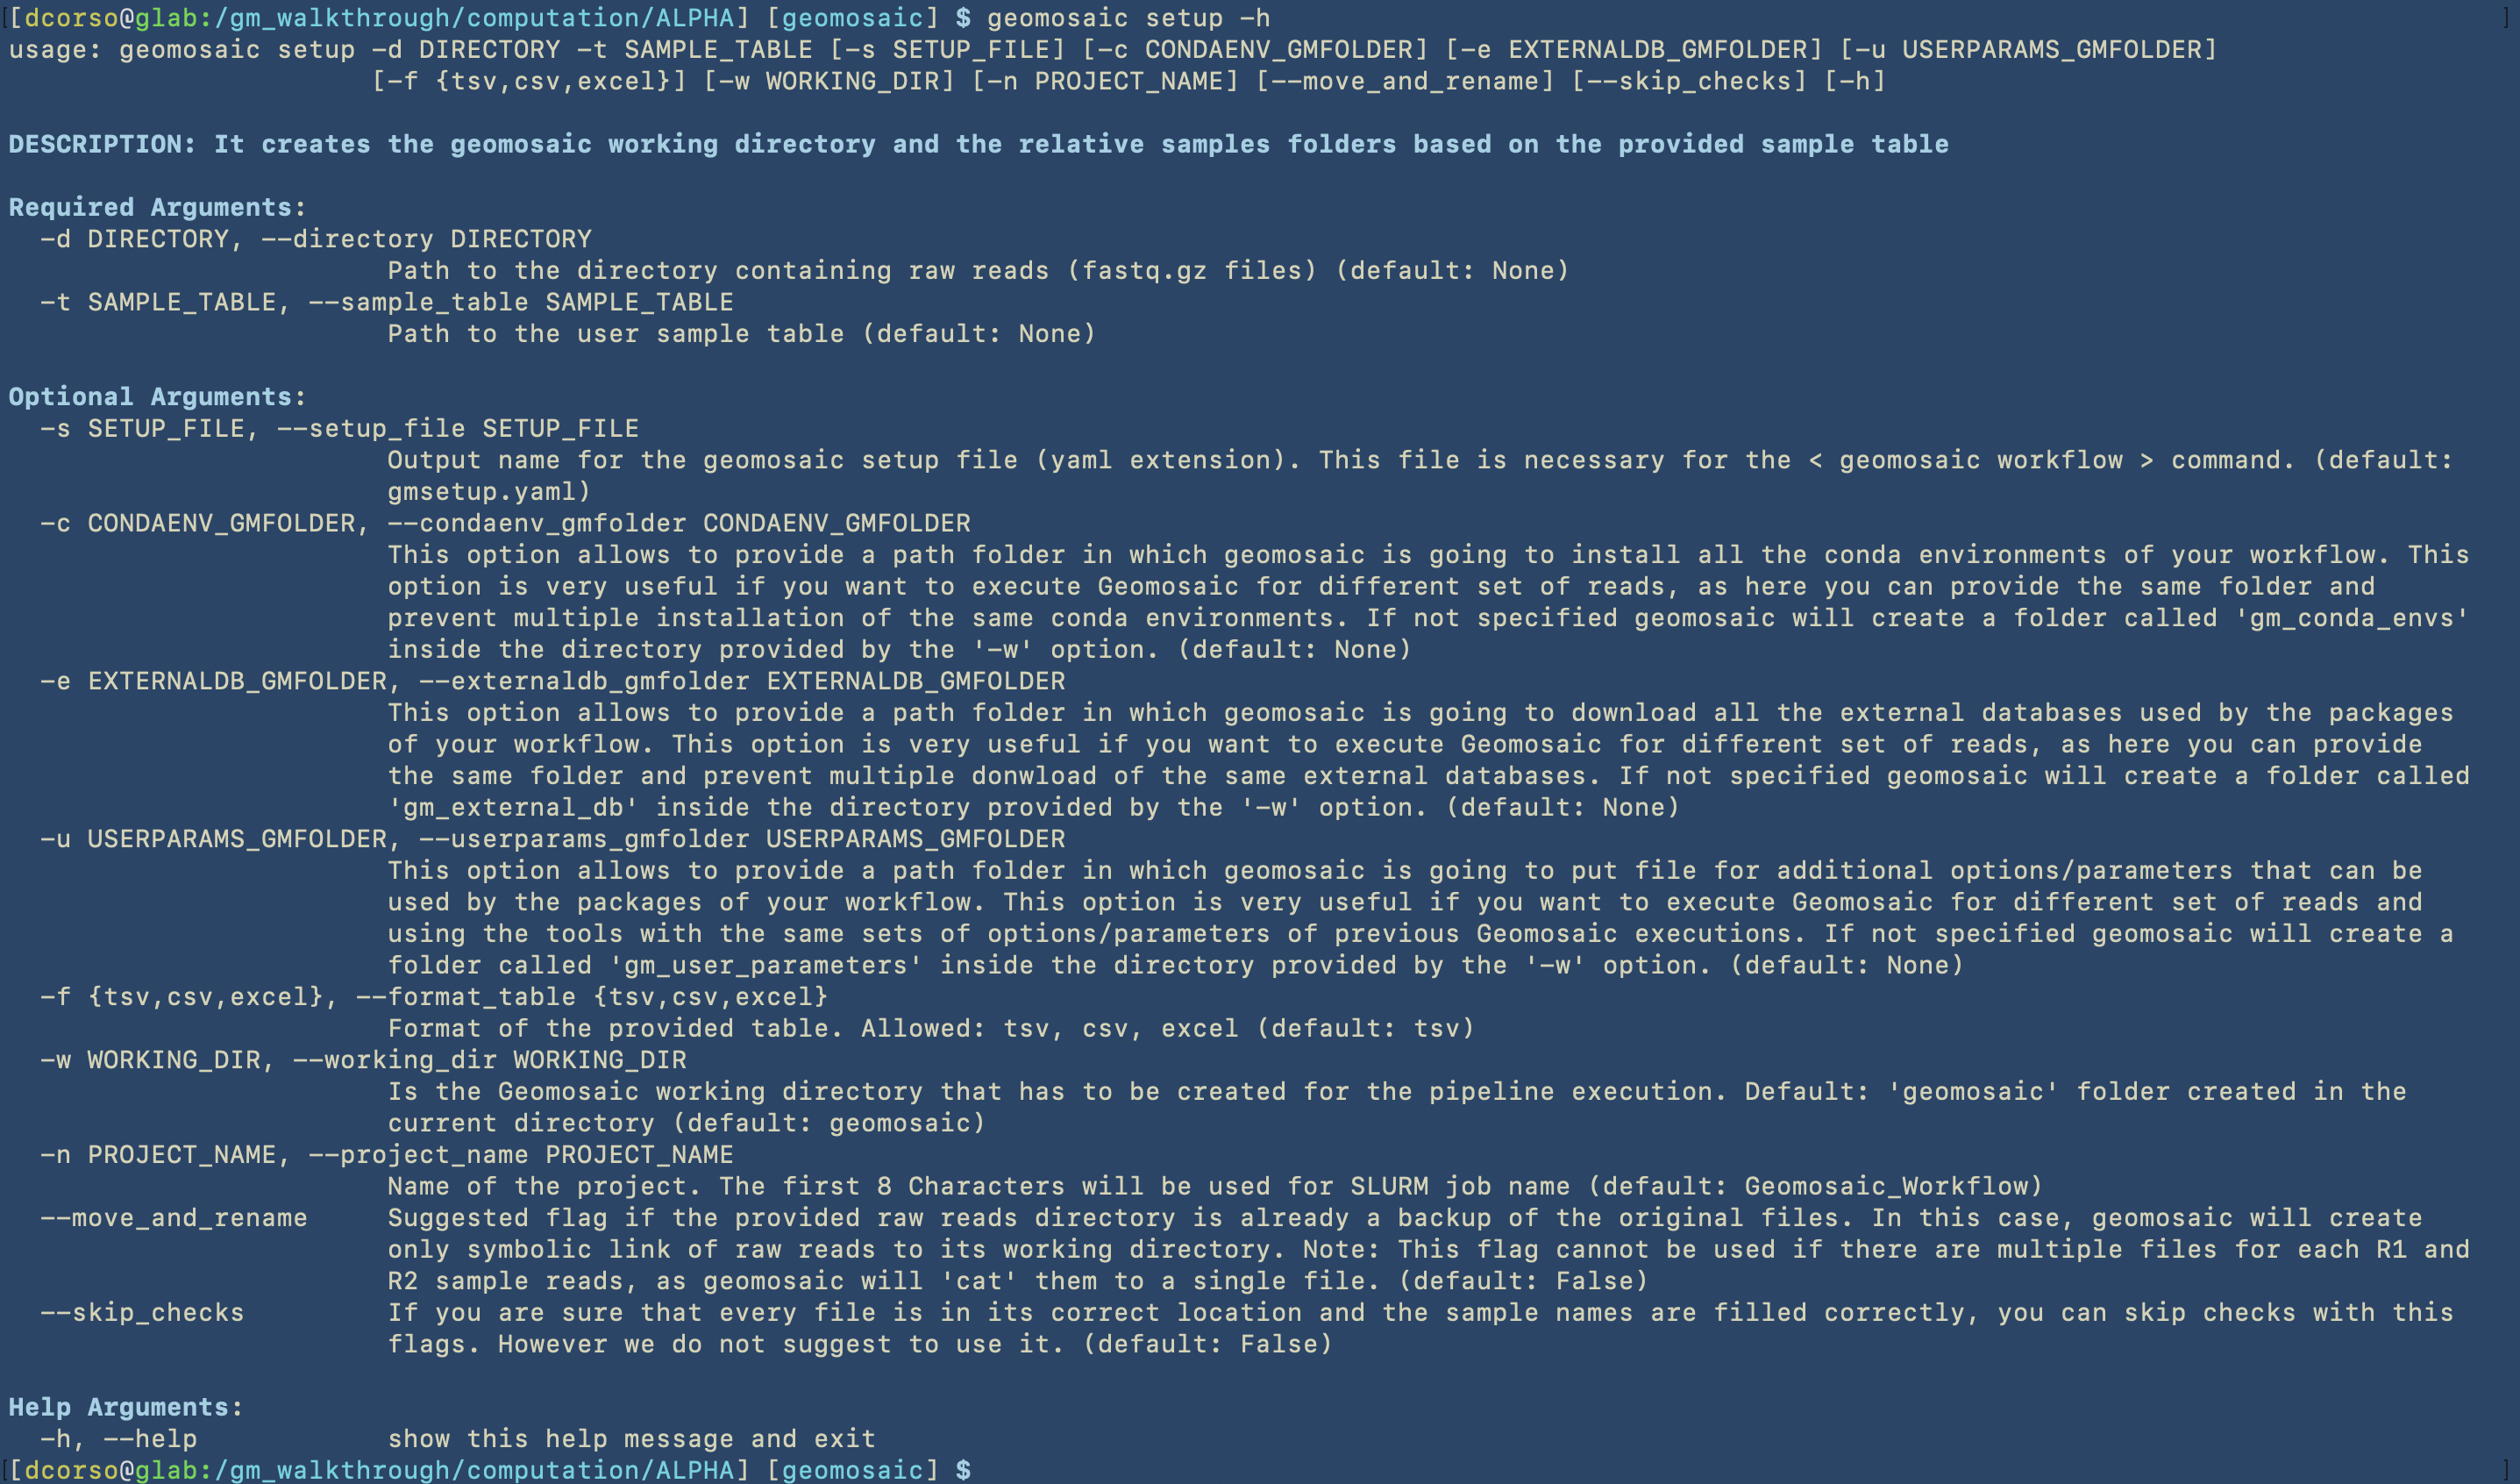 [[dcorso@glab:/gm_walkthrough/computation/ALPHA] [geomosaic] $ geomosaic setup -h ]
usage: geomosaic setup -d DIRECTORY -t SAMPLE_TABLE [-s SETUP_FILE] [-c CONDAENV_GMFOLDER] [-e EXTERNALDB_GMFOLDER] [-u USERPARAMS_GMFOLDER]
[-f {tsv,csv,excel}] [-w WORKING_DIR] [-n PROJECT_NAME] [--move_and_rename] [--skip_checks] [-h]
DESCRIPTION: It creates the geomosaic working directory and the relative samples folders based on the provided sample table
Required Arguments:
-d DIRECTORY, --directory DIRECTORY
Path to the directory containing raw reads (fastq.gz files) (default: None)
-t SAMPLE_TABLE, --sample_table SAMPLE_TABLE
Path to the user sample table (default: None)
Optional Arguments:
-s SETUP_FILE, --setup_file SETUP_FILE
Output name for the geomosaic setup file (yaml extension). This file is necessary for the < geomosaic workflow > command. (default:
gmsetup.yaml)
-c CONDAENV_GMFOLDER, --condaenv_gmfolder CONDAENV_GMFOLDER
This option allows to provide a path folder in which geomosaic is going to install all the conda environments of your workflow. This
option is very useful if you want to execute Geomosaic for different set of reads, as here you can provide the same folder and
prevent multiple installation of the same conda environments. If not specified geomosaic will create a folder called 'gm_conda_envs'
inside the directory provided by the '-w' option. (default: None)
-e EXTERNALDB_GMFOLDER, --externaldb_gmfolder EXTERNALDB_GMFOLDER
This option allows to provide a path folder in which geomosaic is going to download all the external databases used by the packages
of your workflow. This option is very useful if you want to execute Geomosaic for different set of reads, as here you can provide
the same folder and prevent multiple donwload of the same external databases. If not specified geomosaic will create a folder called
'gm_external_db' inside the directory provided by the '-w' option. (default: None)
-u USERPARAMS_GMFOLDER, --userparams_gmfolder USERPARAMS_GMFOLDER
This option allows to provide a path folder in which geomosaic is going to put file for additional options/parameters that can be
used by the packages of your workflow. This option is very useful if you want to execute Geomosaic for different set of reads and
using the tools with the same sets of options/parameters of previous Geomosaic executions. If not specified geomosaic will create a
folder called 'gm_user_parameters' inside the directory provided by the '-w' option. (default: None)
-f {tsv,csv,excel}, --format_table {tsv,csv,excel}
Format of the provided table. Allowed: tsv, csv, excel (default: tsv)
-w WORKING_DIR, --working_dir WORKING_DIR
Is the Geomosaic working directory that has to be created for the pipeline execution. Default: 'geomosaic' folder created in the
current directory (default: geomosaic)
-n PROJECT_NAME, --project_name PROJECT_NAME
Name of the project. The first 8 Characters will be used for SLURM job name (default: Geomosaic_Workflow)
--move_and_rename Suggested flag if the provided raw reads directory is already a backup of the original files. In this case, geomosaic will create
only symbolic link of raw reads to its working directory. Note: This flag cannot be used if there are multiple files for each R1 and
R2 sample reads, as geomosaic will 'cat' them to a single file. (default: False)
--skip_checks If you are sure that every file is in its correct location and the sample names are filled correctly, you can skip checks with this
flags. However we do not suggest to use it. (default: False)
Help Arguments:
-h, --help show this help message and exit
[[dcorso@glab:/gm_walkthrough/computation/ALPHA] [geomosaic] $ ]